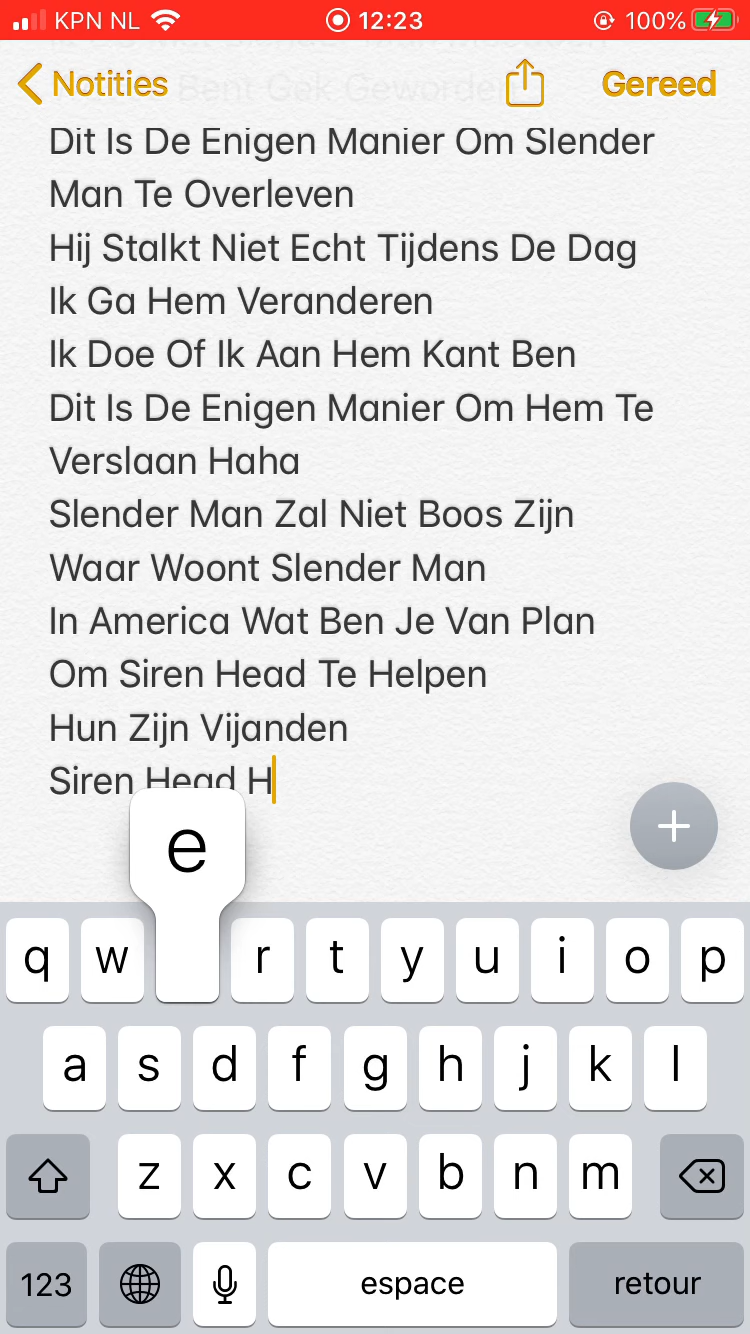 KPN NL 12:23 100%
Notities Gereed
Bent Gek Geworden
Dit Is De Enigen Manier Om Slender
Man Te Overleven
Hij Stalkt Niet Echt Tijdens De Dag
Ik Ga Hem Veranderen
Ik Doe Of Ik Aan Hem Kant Ben
Dit Is De Enigen Manier Om Hem Te
Verslaan Haha
Slender Man Zal Niet Boos Zijn
Waar Woont Slender Man
In America Wat Ben Je Van Plan
Om Siren Head Te Helpen
Hun Zijn Vijanden
Siren Head H
e
q w r t y u i o p
a s d f g h j k l
z x c v b n m
123 espace retour